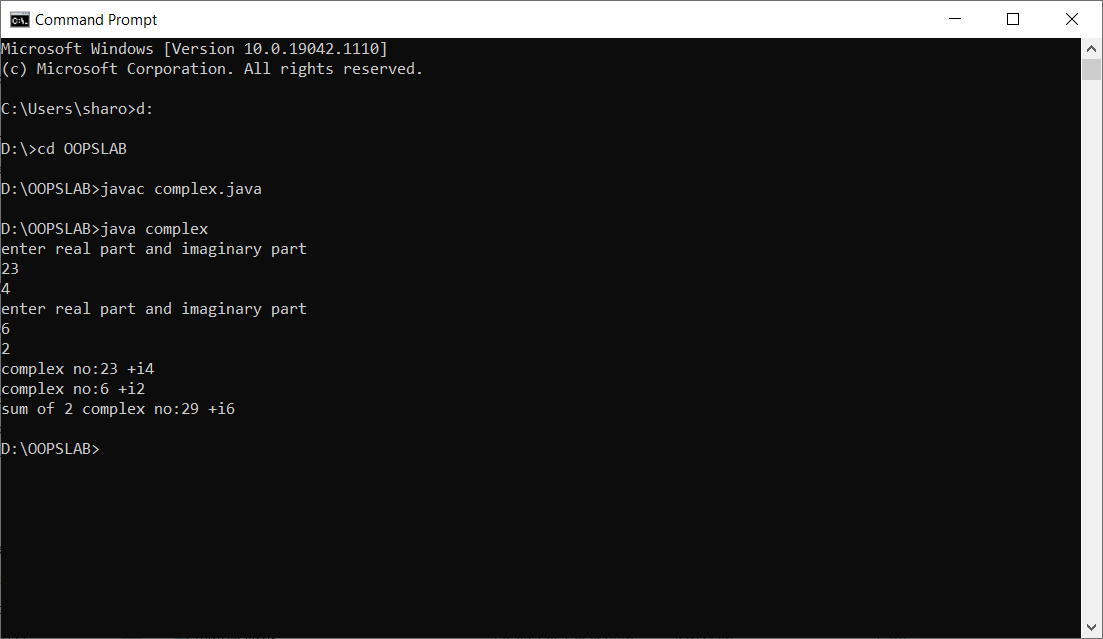 Command Prompt
Microsoft Windows [Version 10.0.19042.1110]
(c) Microsoft Corporation. All rights reserved.
C:\Users\sharo>d:
D:\>cd OOPSLAB
D:\OOPSLAB>javac complex.java
D:\OOPSLAB>java complex
enter real part and imaginary part
23
4
enter real part and imaginary part
6
2
complex no:23 +i4
complex no:6 +i2
sum of 2 complex no:29 +i6
D:\OOPSLAB>